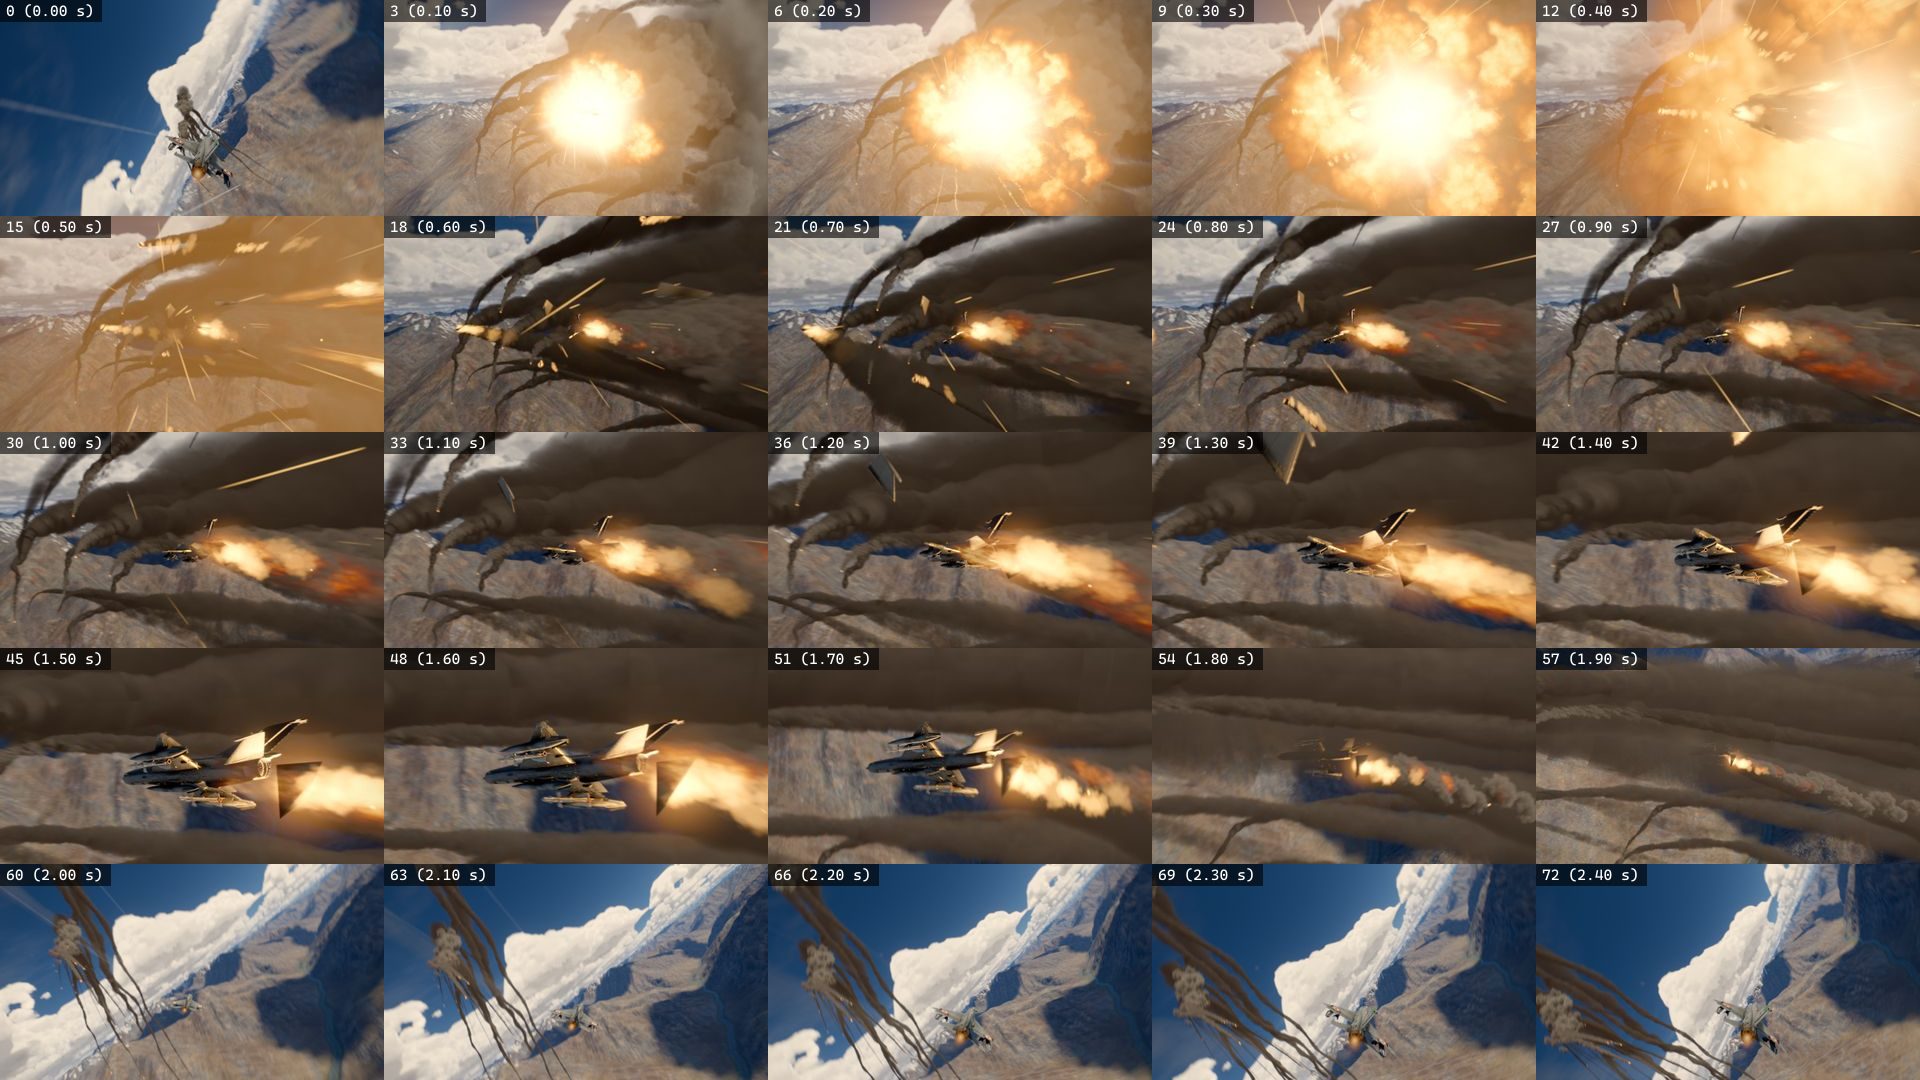 0 (0.00 s)
3 (0.10 s)
6 (0.20 s)
9 (0.30 s)
12 (0.40 s)
15 (0.50 s)
18 (0.60 s)
21 (0.70 s)
24 (0.80 s)
27 (0.90 s)
30 (1.00 s)
33 (1.10 s)
36 (1.20 s)
39 (1.30 s)
42 (1.40 s)
45 (1.50 s)
48 (1.60 s)
51 (1.70 s)
54 (1.80 s)
57 (1.90 s)
60 (2.00 s)
63 (2.10 s)
66 (2.20 s)
69 (2.30 s)
72 (2.40 s)